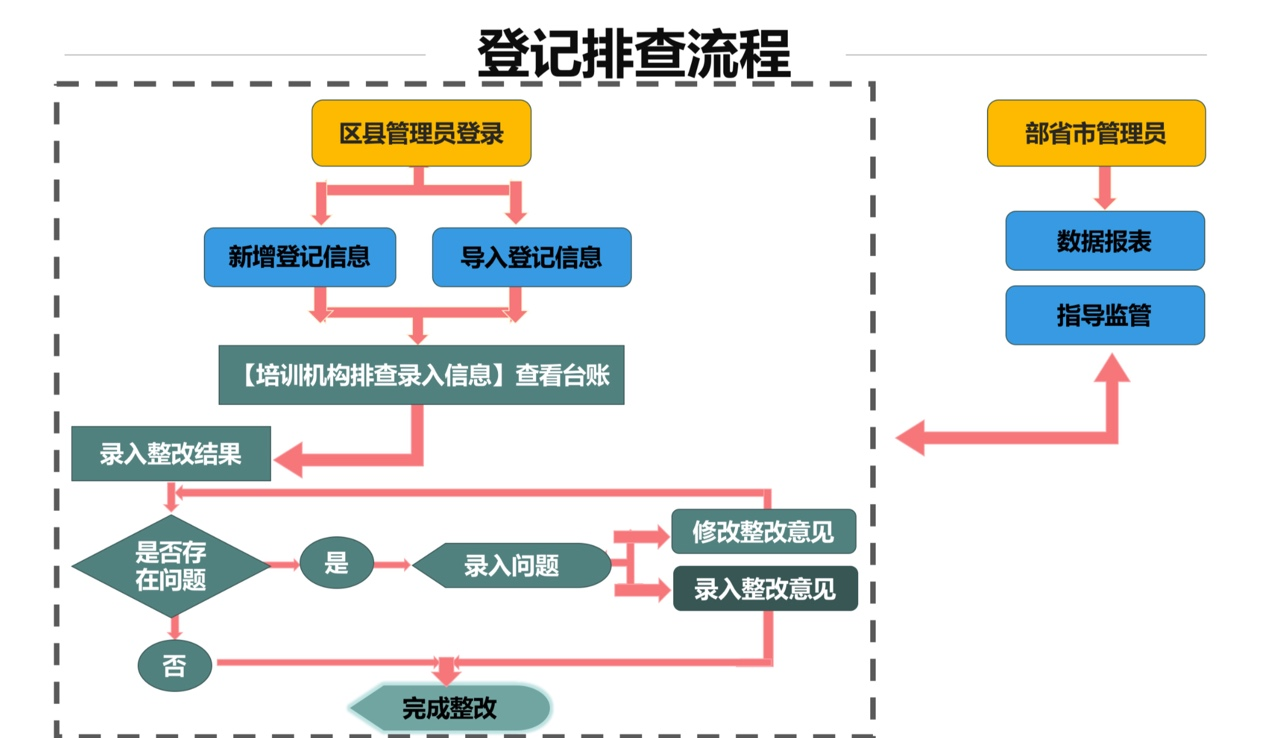 登记排查流程
区县管理员登录
部省市管理员
新增登记信息
导入登记信息
数据报表
指导监管
【培训机构排查录入信息】查看台账
录入整改结果
是否存
在问题
是
录入问题
修改整改意见
录入整改意见
否
完成整改